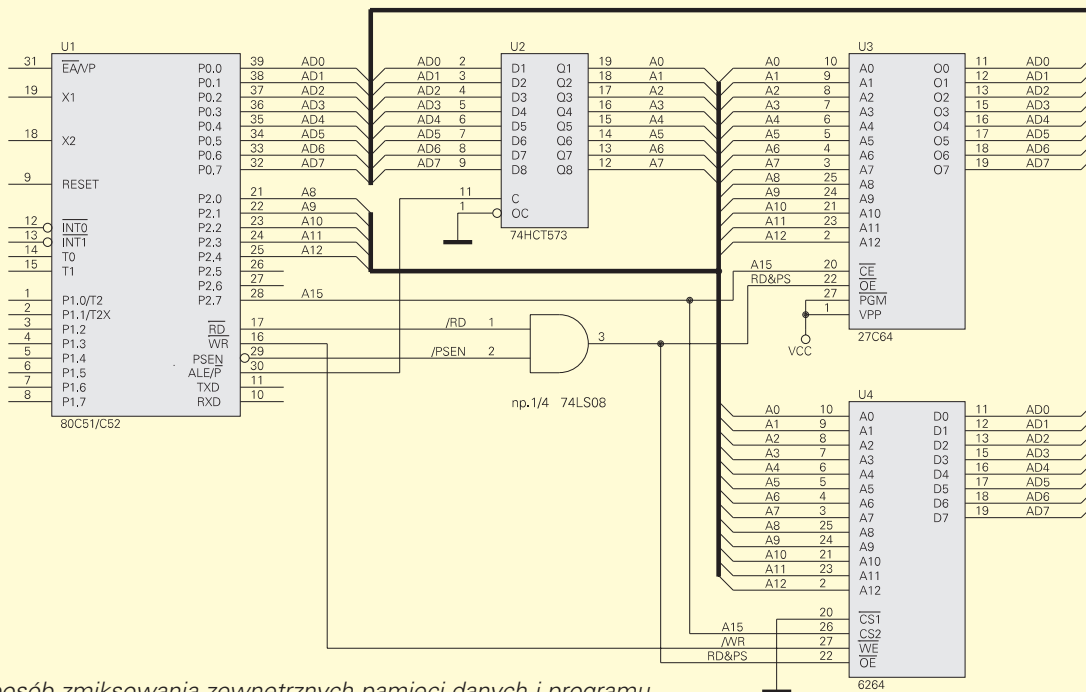 U1
31 EA/VP
19 X1
18 X2
9 RESET
12 INT0
13 INT1
14 T0
15 T1
1 P1.0/T2
2 P1.1/T2X
3 P1.2
4 P1.3
5 P1.4
6 P1.5
7 P1.6
8 P1.7
P0.0 39 AD0
P0.1 38 AD1
P0.2 37 AD2
P0.3 36 AD3
P0.4 35 AD4
P0.5 34 AD5
P0.6 33 AD6
P0.7 32 AD7
P2.0 21 A8
P2.1 22 A9
P2.2 23 A10
P2.3 24 A11
P2.4 25 A12
P2.5 26
P2.6 27
P2.7 28 A15
RD 17 /RD
WR 16
PSEN 29 /PSEN
ALE/P 30
TXD 11
RXD 10
80C51/C52
U2
AD0 2 D1 Q1 19 A0
AD1 3 D2 Q2 18 A1
AD2 4 D3 Q3 17 A2
AD3 5 D4 Q4 16 A3
AD4 6 D5 Q5 15 A4
AD5 7 D6 Q6 14 A5
AD6 8 D7 Q7 13 A6
AD7 9 D8 Q8 12 A7
11 C
1 OC
74HCT573
1
2
3
np.1/4 74LS08
U3
A0 10 A0 O0 11 AD0
A1 9 A1 O1 12 AD1
A2 8 A2 O2 13 AD2
A3 7 A3 O3 15 AD3
A4 6 A4 O4 16 AD4
A5 5 A5 O5 17 AD5
A6 4 A6 O6 18 AD6
A7 3 A7 O7 19 AD7
A8 25 A8
A9 24 A9
A10 21 A10
A11 23 A11
A12 2 A12
A15 20 CE
RD&PS 22 OE
27 PGM
1 VPP
VCC
27C64
U4
A0 10 A0 D0 11 AD0
A1 9 A1 D1 12 AD1
A2 8 A2 D2 13 AD2
A3 7 A3 D3 15 AD3
A4 6 A4 D4 16 AD4
A5 5 A5 D5 17 AD5
A6 4 A6 D6 18 AD6
A7 3 A7 D7 19 AD7
A8 25 A8
A9 24 A9
A10 21 A10
A11 23 A11
A12 2 A12
20 CS1
A15 26 CS2
/WR 27 WE
RD&PS 22 OE
6264
osób zmiksowania zewnętrznych pamięci danych i programu